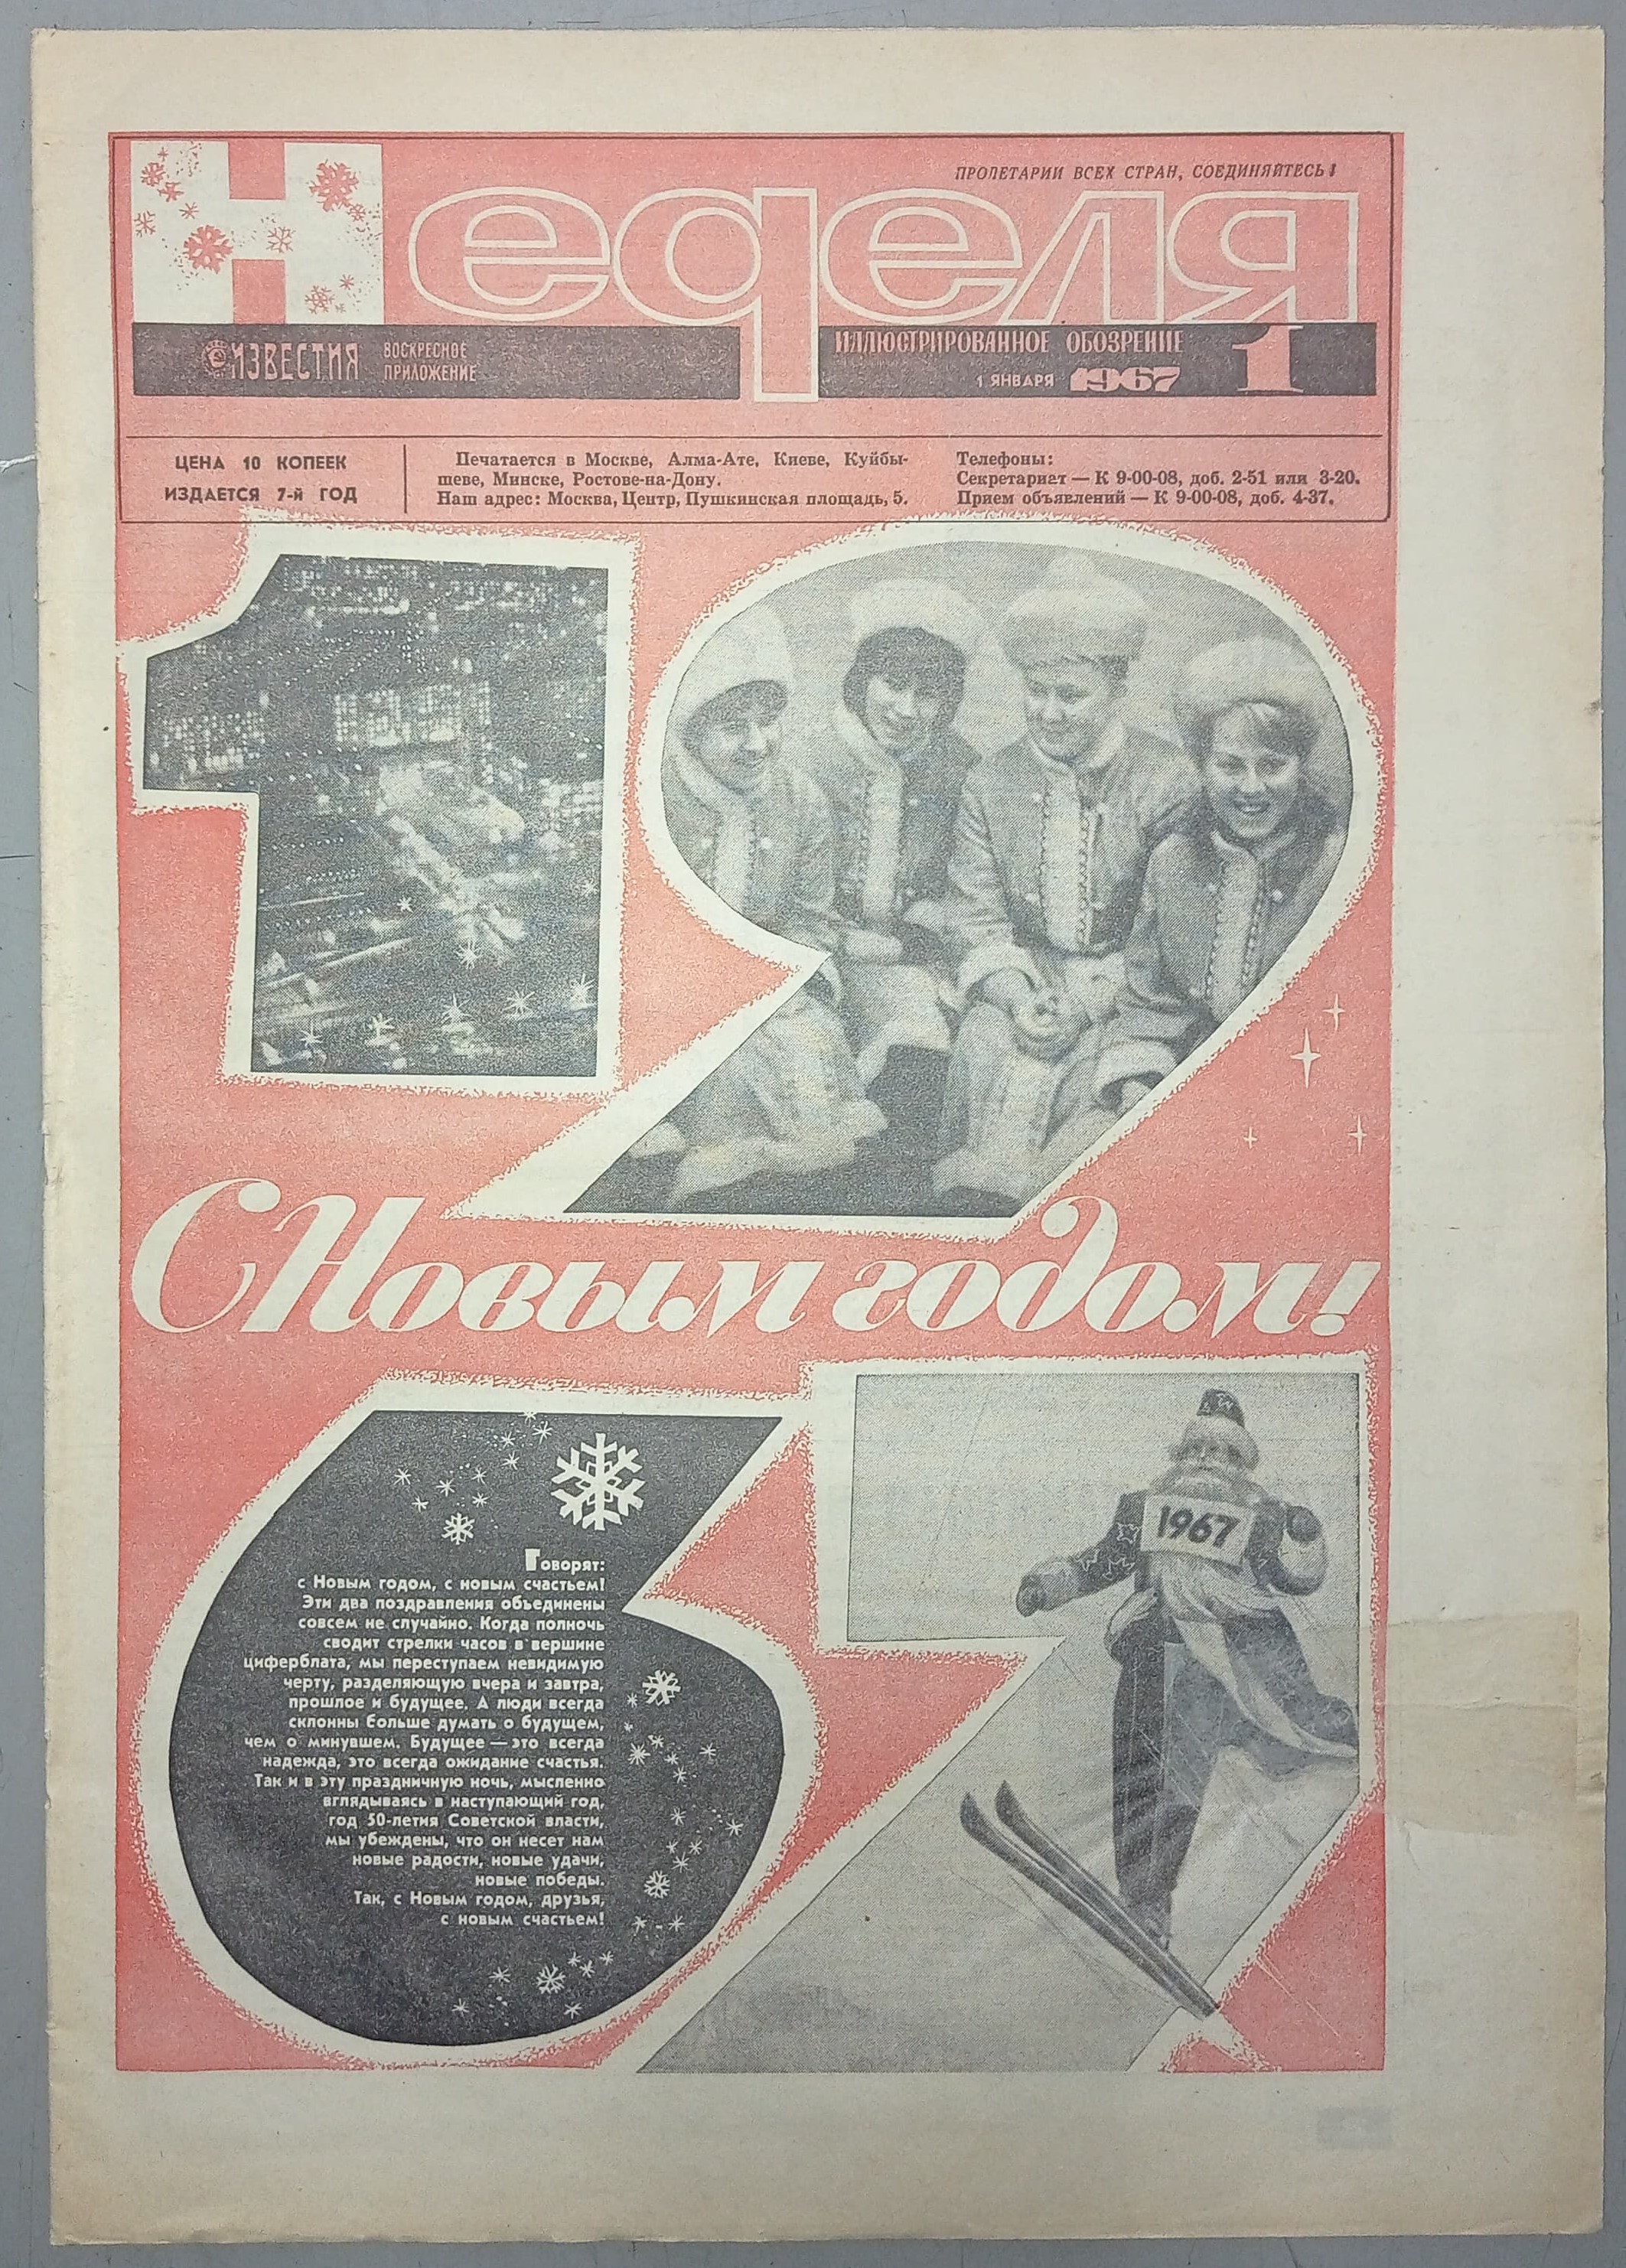 ПРОЛЕТАРИИ ВСЕХ СТРАН, СОЕДИНЯЙТЕСЬ!
Неделя
ИЗВЕСТИЯ
ВОСКРЕСНОЕ
ПРИЛОЖЕНИЕ
ИЛЛЮСТРИРОВАННОЕ ОБОЗРЕНИЕ
1 ЯНВАРЯ 1967
1
ЦЕНА 10 КОПЕЕК
ИЗДАЕТСЯ 7-й ГОД
Печатается в Москве, Алма-Ате, Киеве, Куйбы-
шеве, Минске, Ростове-на-Дону.
Наш адрес: Москва, Центр, Пушкинская площадь, 5.
Телефоны:
Секретариат — К 9-00-08, доб. 2-51 или 3-20.
Прием объявлений — К 9-00-08, доб. 4-37.
19
С Новым годом!
67
Говорят:
с Новым годом, с новым счастьем!
Эти два поздравления объединены
совсем не случайно. Когда полночь
сводит стрелки часов в вершине
циферблата, мы переступаем невидимую
черту, разделяющую вчера и завтра,
прошлое и будущее. А люди всегда
склонны больше думать о будущем,
чем о минувшем. Будущее — это всегда
надежда, это всегда ожидание счастья.
Так и в эту праздничную ночь, мысленно
вглядываясь в наступающий год,
год 50-летия Советской власти,
мы убеждены, что он несет нам
новые радости, новые удачи,
новые победы.
Так, с Новым годом, друзья,
с новым счастьем!
1967